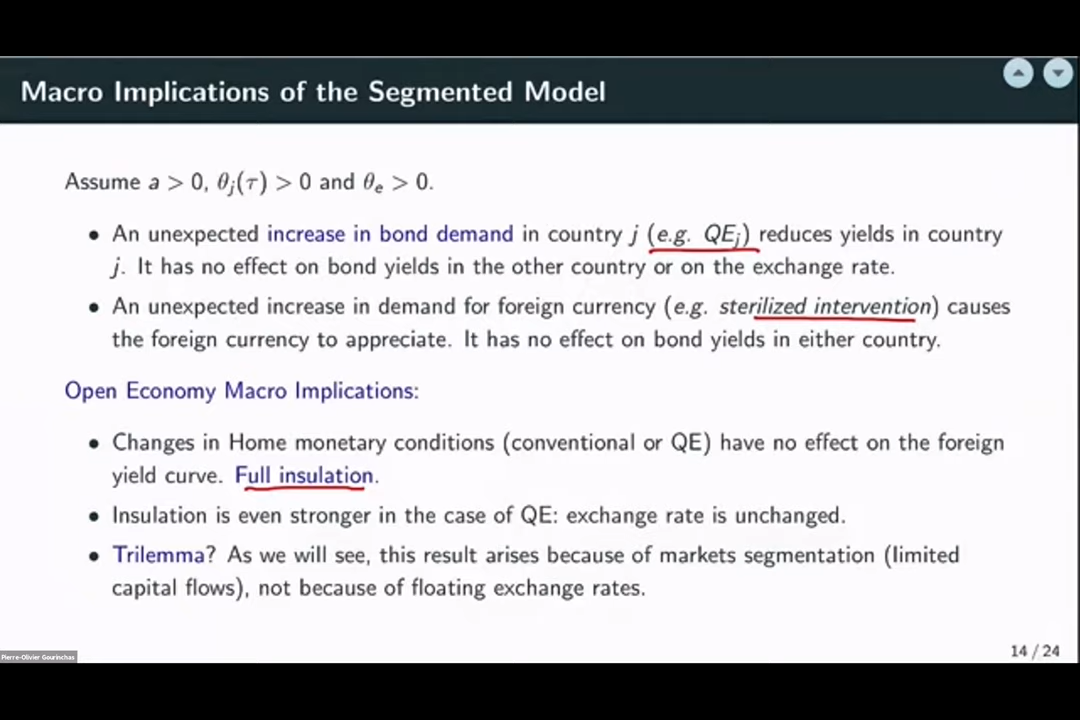 Macro Implications of the Segmented Model
Assume a > 0, θⱼ(τ) > 0 and θₑ > 0.
• An unexpected increase in bond demand in country j (e.g. QEⱼ) reduces yields in country
j. It has no effect on bond yields in the other country or on the exchange rate.
• An unexpected increase in demand for foreign currency (e.g. sterilized intervention) causes
the foreign currency to appreciate. It has no effect on bond yields in either country.
Open Economy Macro Implications:
• Changes in Home monetary conditions (conventional or QE) have no effect on the foreign
yield curve. Full insulation.
• Insulation is even stronger in the case of QE: exchange rate is unchanged.
• Trilemma? As we will see, this result arises because of markets segmentation (limited
capital flows), not because of floating exchange rates.
14 / 24
Pierre-Olivier Gourinchas